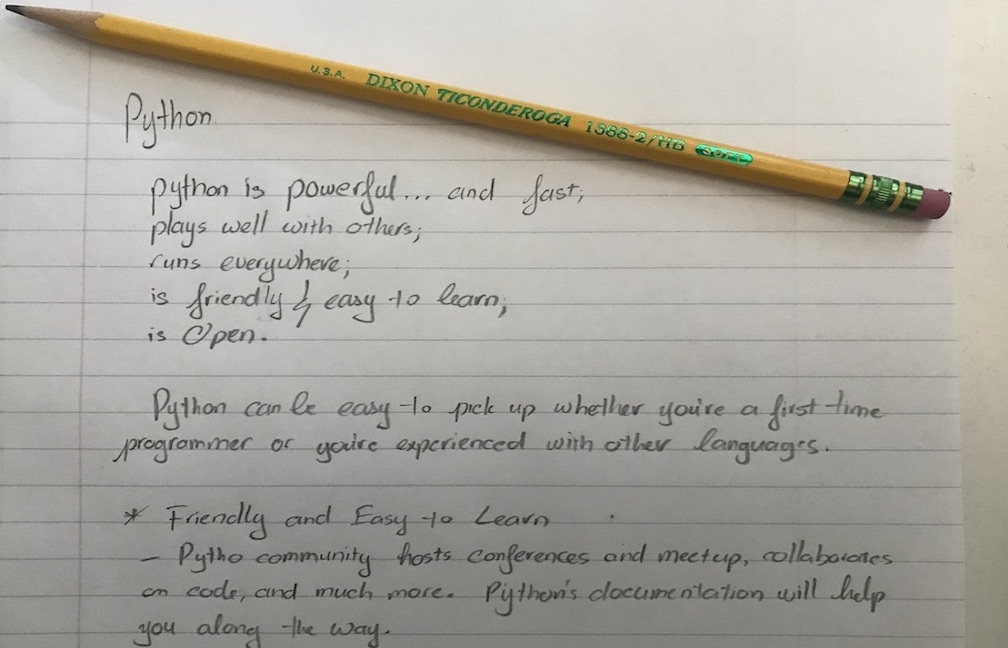 U.S.A. DIXON TICONDEROGA 1388-2/HB SOFT
Python
python is powerful... and fast;
plays well with others;
runs everywhere;
is friendly & easy to learn;
is Open.
Python can be easy to pick up whether you're a first time
programmer or you're experienced with other languages.
* Friendly and Easy to Learn
– Pytho community hosts conferences and meetup, collaborates
on code, and much more. Python's documentation will help
you along the way.